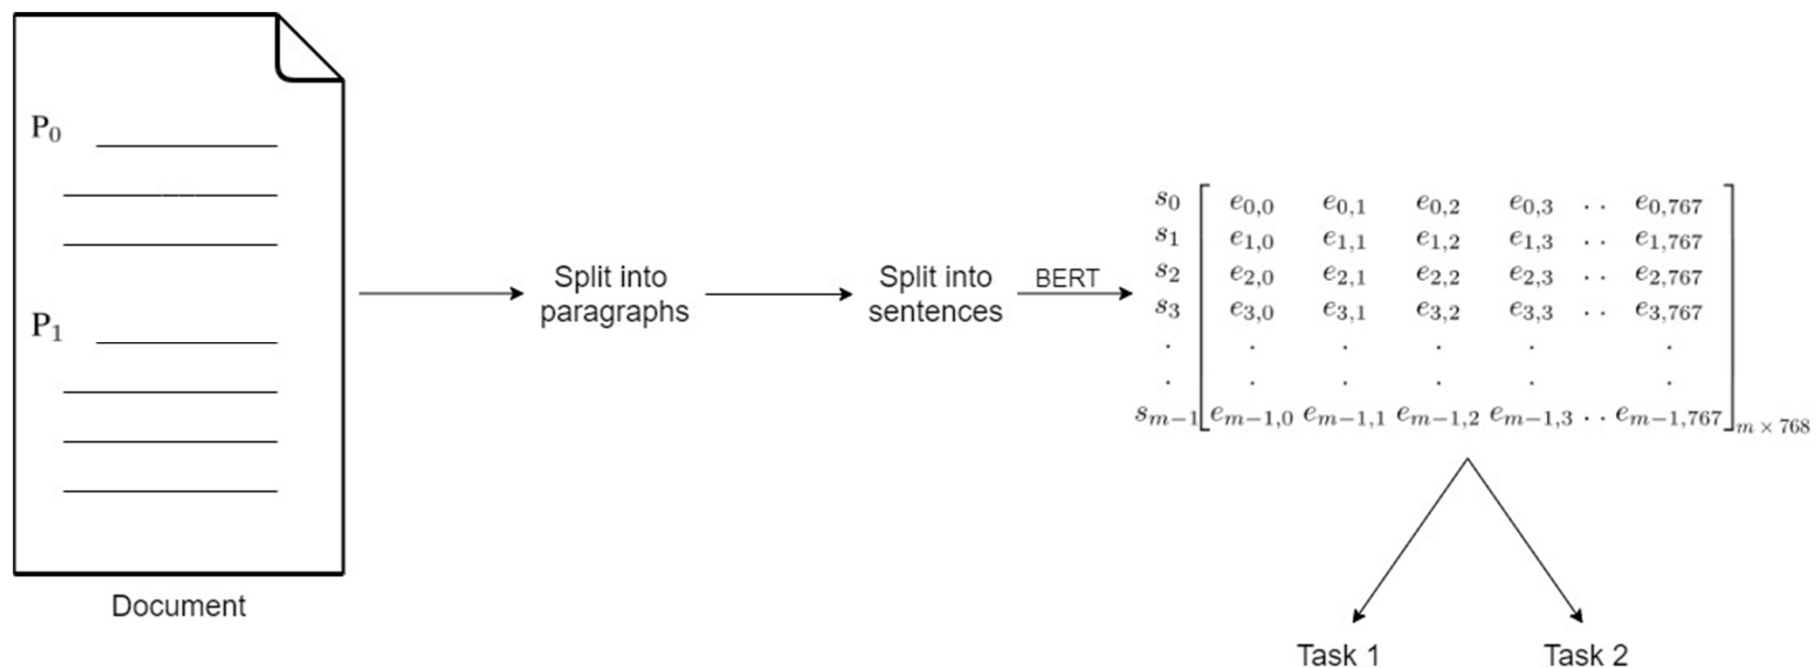 P₀
P₁
Document
Split into
paragraphs
Split into
sentences
BERT
s₀ e₀,₀ e₀,₁ e₀,₂ e₀,₃ . . e₀,₇₆₇
s₁ e₁,₀ e₁,₁ e₁,₂ e₁,₃ . . e₁,₇₆₇
s₂ e₂,₀ e₂,₁ e₂,₂ e₂,₃ . . e₂,₇₆₇
s₃ e₃,₀ e₃,₁ e₃,₂ e₃,₃ . . e₃,₇₆₇
. . . . . .
. . . . . .
sₘ₋₁ eₘ₋₁,₀ eₘ₋₁,₁ eₘ₋₁,₂ eₘ₋₁,₃ . . eₘ₋₁,₇₆₇
m × 768
Task 1
Task 2